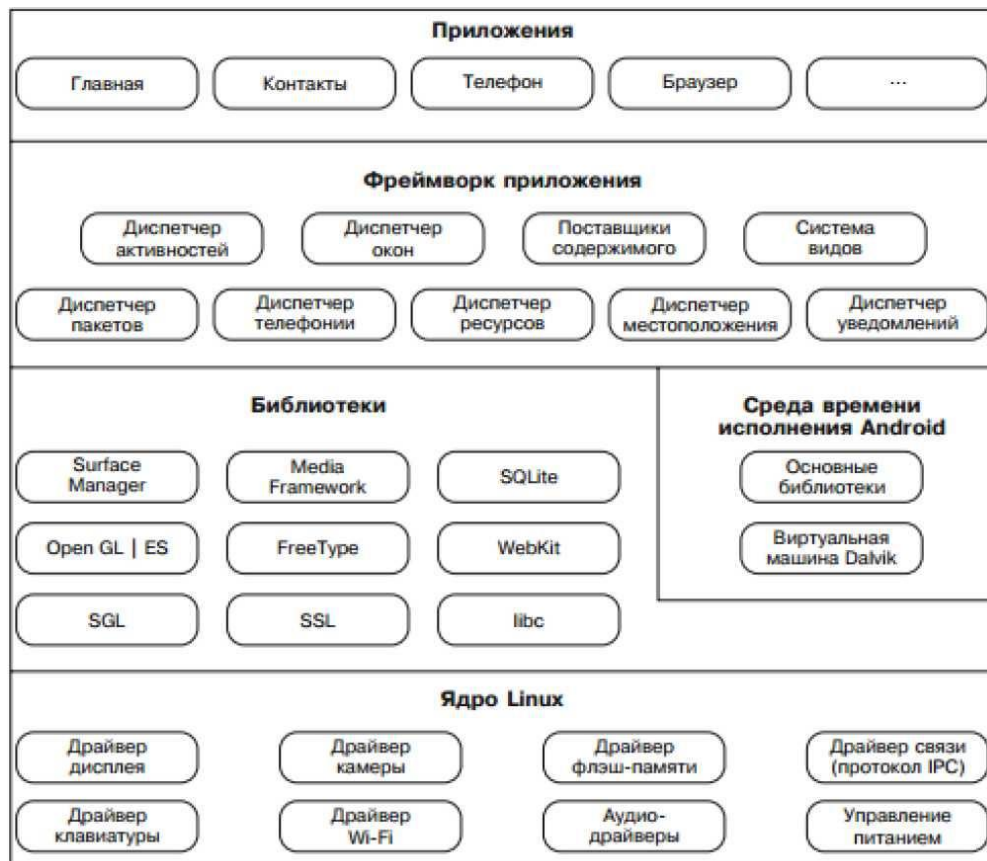 Приложения
Главная
Контакты
Телефон
Браузер
...
Фреймворк приложения
Диспетчер
активностей
Диспетчер
окон
Поставщики
содержимого
Система
видов
Диспетчер
пакетов
Диспетчер
телефонии
Диспетчер
ресурсов
Диспетчер
местоположения
Диспетчер
уведомлений
Библиотеки
Surface
Manager
Media
Framework
SQLite
Open GL | ES
FreeType
WebKit
SGL
SSL
libc
Среда времени
исполнения Android
Основные
библиотеки
Виртуальная
машина Dalvik
Ядро Linux
Драйвер
дисплея
Драйвер
камеры
Драйвер
флэш-памяти
Драйвер связи
(протокол IPC)
Драйвер
клавиатуры
Драйвер
Wi-Fi
Аудио-
драйверы
Управление
питанием